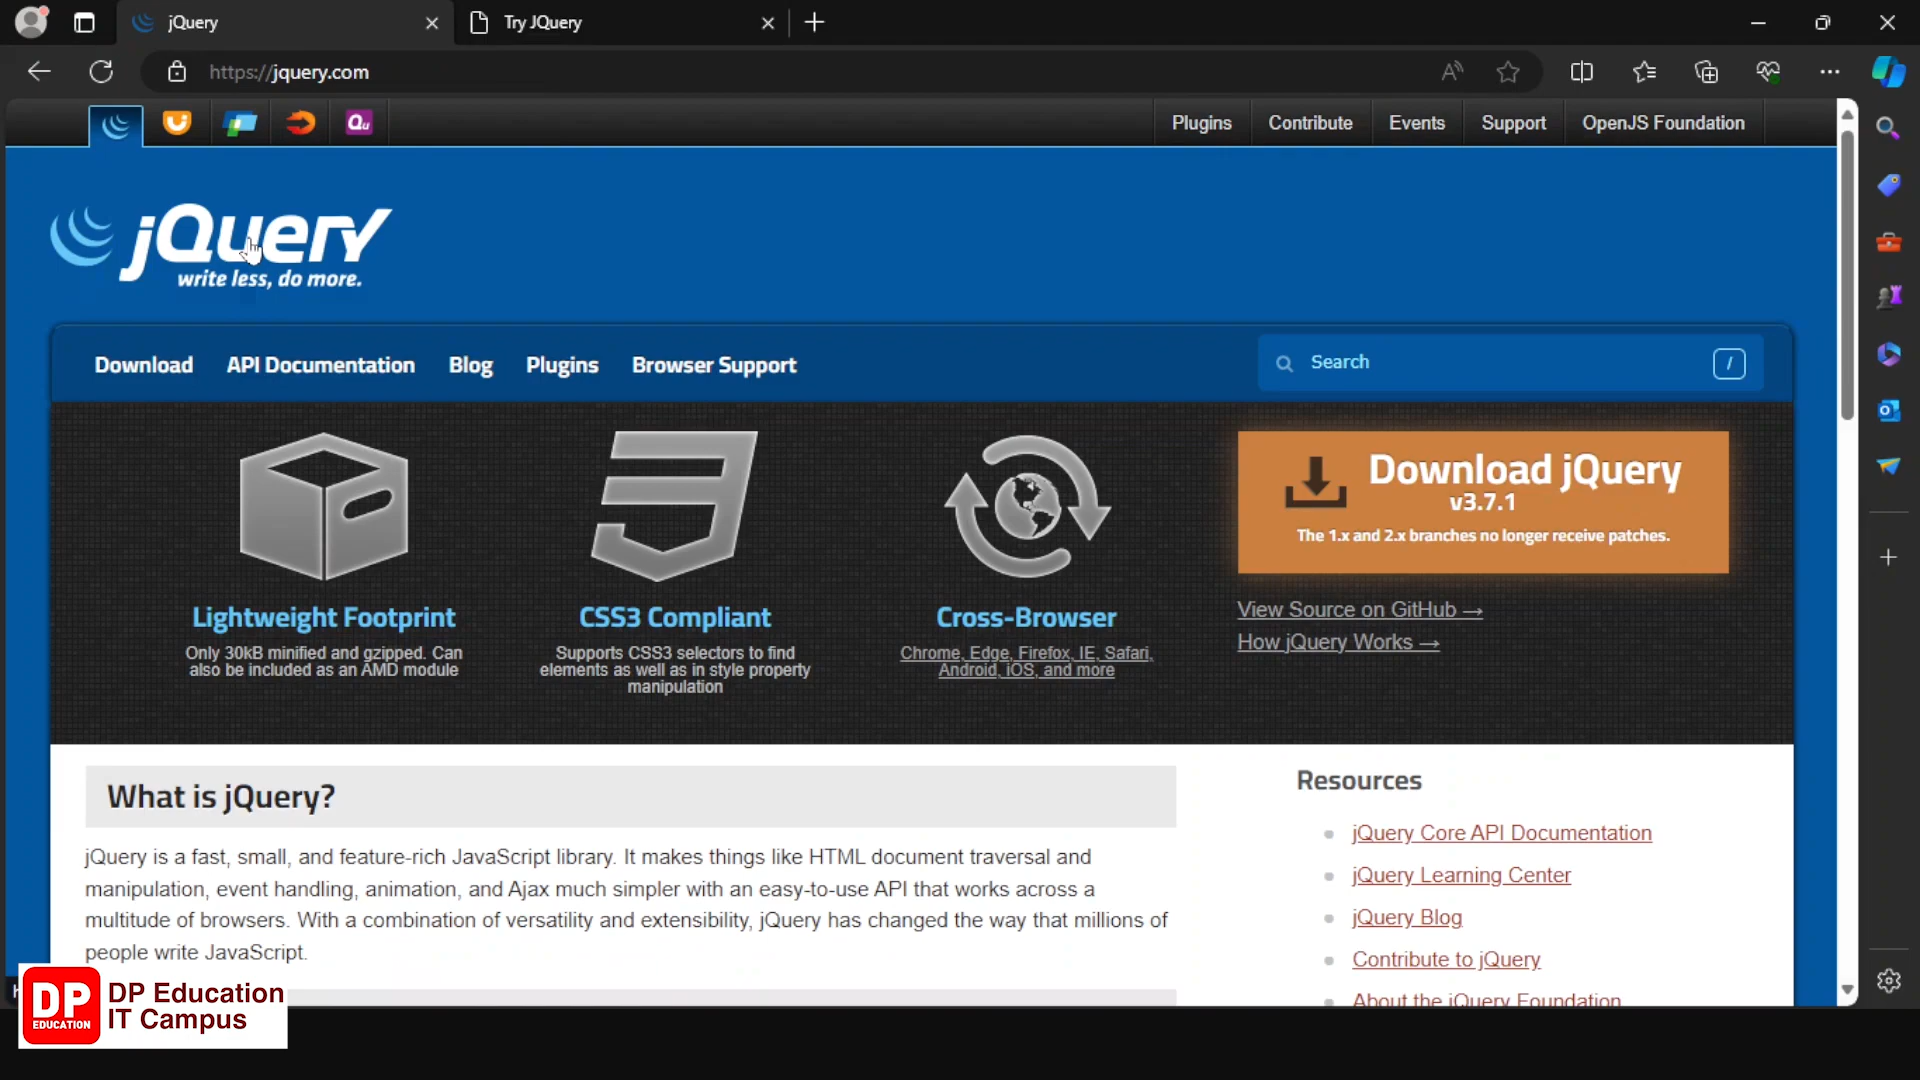 jQuery
Try JQuery
https://jquery.com
Plugins
Contribute
Events
Support
OpenJS Foundation
jQuery
write less, do more.
Download
API Documentation
Blog
Plugins
Browser Support
Search
/
Lightweight Footprint
Only 30kB minified and gzipped. Can
also be included as an AMD module
CSS3 Compliant
Supports CSS3 selectors to find
elements as well as in style property
manipulation
Cross-Browser
Chrome, Edge, Firefox, IE, Safari,
Android, iOS, and more
Download jQuery
v3.7.1
The 1.x and 2.x branches no longer receive patches.
View Source on GitHub →
How jQuery Works →
What is jQuery?
jQuery is a fast, small, and feature-rich JavaScript library. It makes things like HTML document traversal and
manipulation, event handling, animation, and Ajax much simpler with an easy-to-use API that works across a
multitude of browsers. With a combination of versatility and extensibility, jQuery has changed the way that millions of
people write JavaScript.
Resources
jQuery Core API Documentation
jQuery Learning Center
jQuery Blog
Contribute to jQuery
About the jQuery Foundation
DP
EDUCATION
DP Education
IT Campus